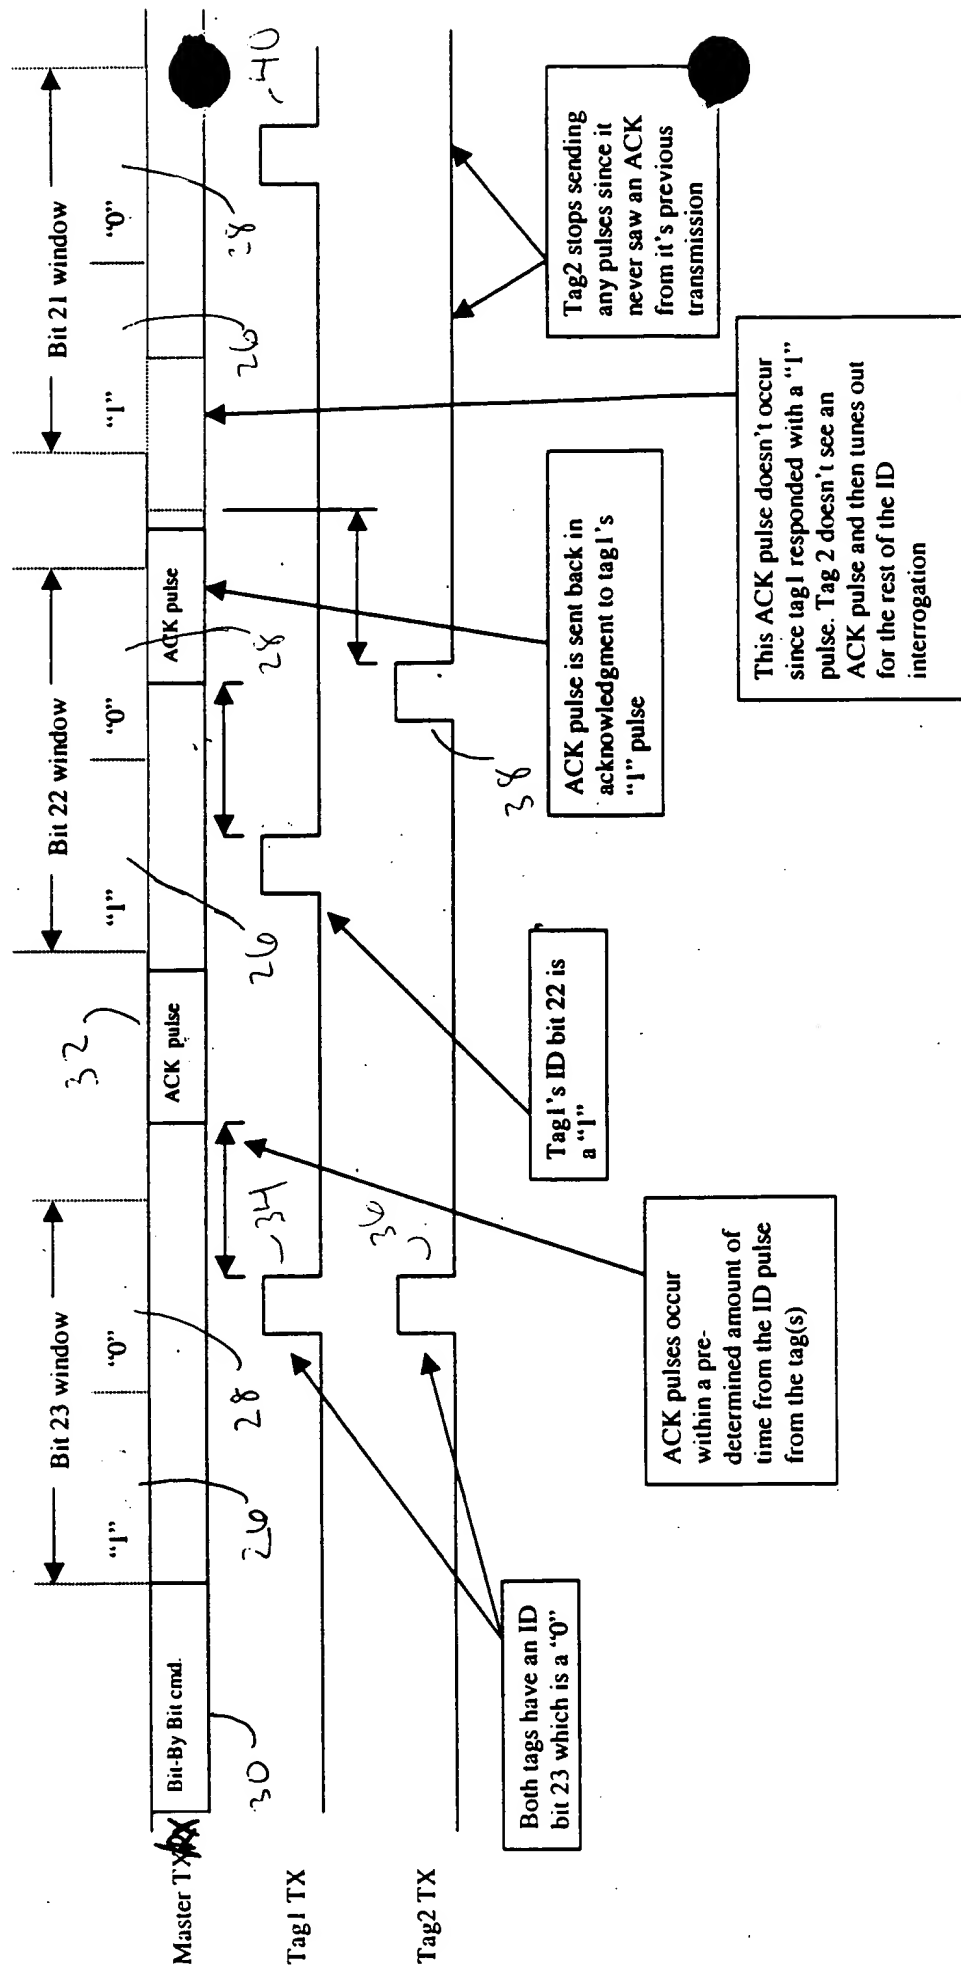 Bit 23 window
Bit 22 window
Bit 21 window
"1"
"0"
"1"
"0"
"1"
"0"
32
Master TX
Bit-By Bit cmd.
ACK pulse
ACK pulse
30
26
28
26
28
26
28
Tag1 TX
34
40
Tag2 TX
36
38
Both tags have an ID
bit 23 which is a "0"
ACK pulses occur
within a pre-
determined amount of
time from the ID pulse
from the tag(s)
Tag1's ID bit 22 is
a "1"
ACK pulse is sent back in
acknowledgment to tag1's
"1" pulse
This ACK pulse doesn't occur
since tag1 responded with a "1"
pulse. Tag 2 doesn't see an
ACK pulse and then tunes out
for the rest of the ID
interrogation
Tag2 stops sending
any pulses since it
never saw an ACK
from it's previous
transmission